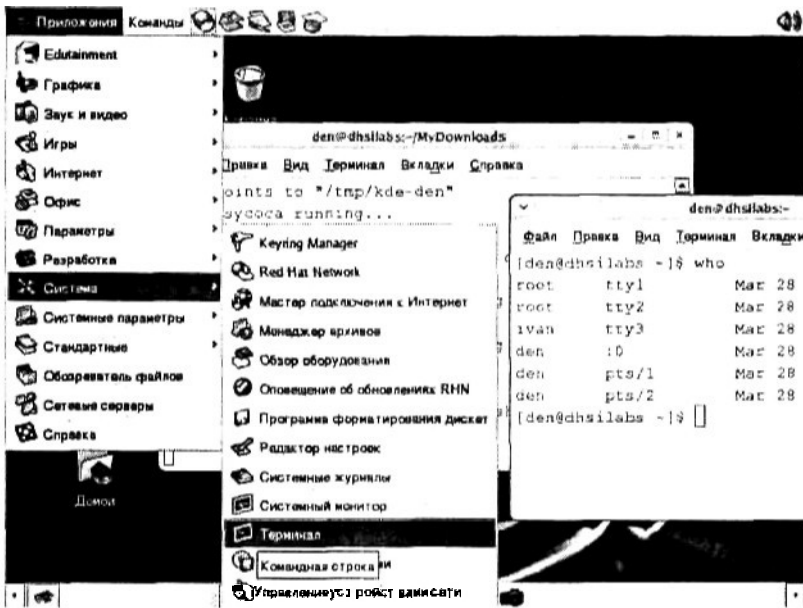 Приложения Команды
Edutainment
Графика
Звук и видео
Игры
Интернет
Офис
Параметры
Разработка
Система
Системные параметры
Стандартные
Обозреватель файлов
Сетевые серверы
Справка
Домой
den@dhsilabs:~/MyDownloads
Правка Вид Терминал Вкладки Справка
oints to "/tmp/kde-den"
sycoca running...
Keyring Manager
Red Hat Network
Мастер подключения к Интернет
Менеджер архивов
Обзор оборудования
Оповещение об обновлениях RHN
Программа форматирования дискет
Редактор настроек
Системные журналы
Системный монитор
Терминал
Командная строка
den@dhsilabs:~
Файл Правка Вид Терминал Вкладки
[den@dhsilabs ~]$ who
root tty1 Mar 28
root tty2 Mar 28
ivan tty3 Mar 28
den :0 Mar 28
den pts/1 Mar 28
den pts/2 Mar 28
[den@dhsilabs ~]$